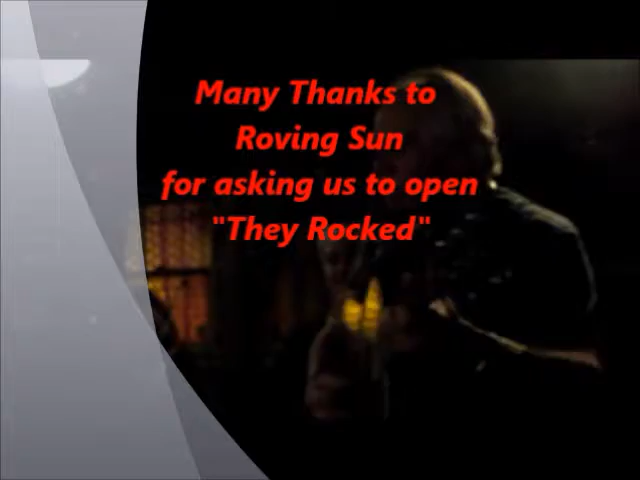 Many Thanks to
Roving Sun
for asking us to open
"They Rocked"